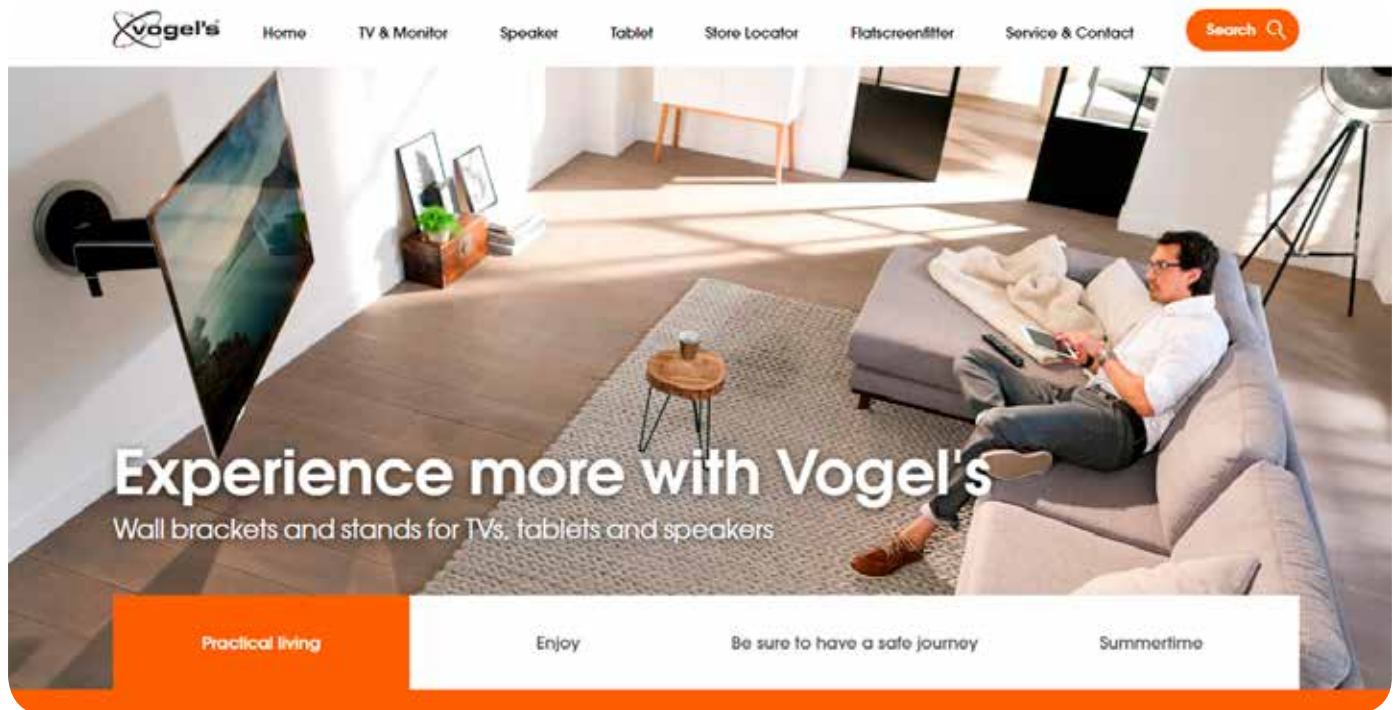 vogel's
Home TV & Monitor Speaker Tablet Store Locator Flatscreenfitter Service & Contact Search
Experience more with Vogel's
Wall brackets and stands for TVs, tablets and speakers
Practical living Enjoy Be sure to have a safe journey Summertime